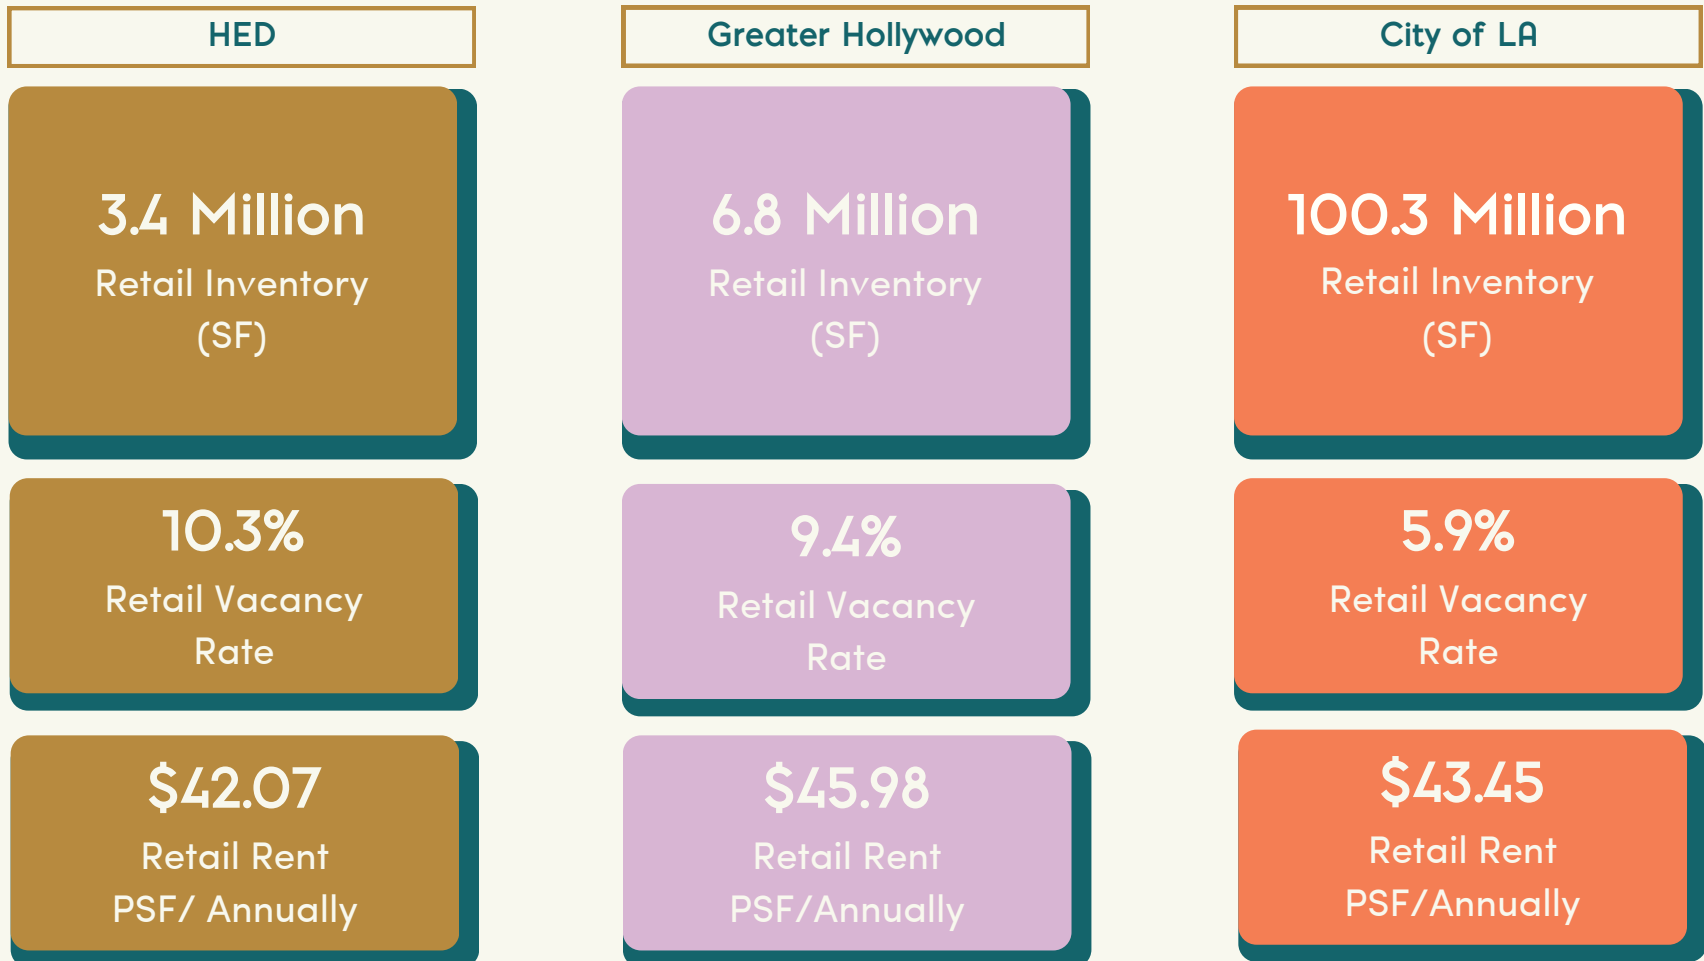 HED
3.4 Million
Retail Inventory
(SF)
10.3%
Retail Vacancy
Rate
$42.07
Retail Rent
PSF/ Annually
Greater Hollywood
6.8 Million
Retail Inventory
(SF)
9.4%
Retail Vacancy
Rate
$45.98
Retail Rent
PSF/Annually
City of LA
100.3 Million
Retail Inventory
(SF)
5.9%
Retail Vacancy
Rate
$43.45
Retail Rent
PSF/Annually